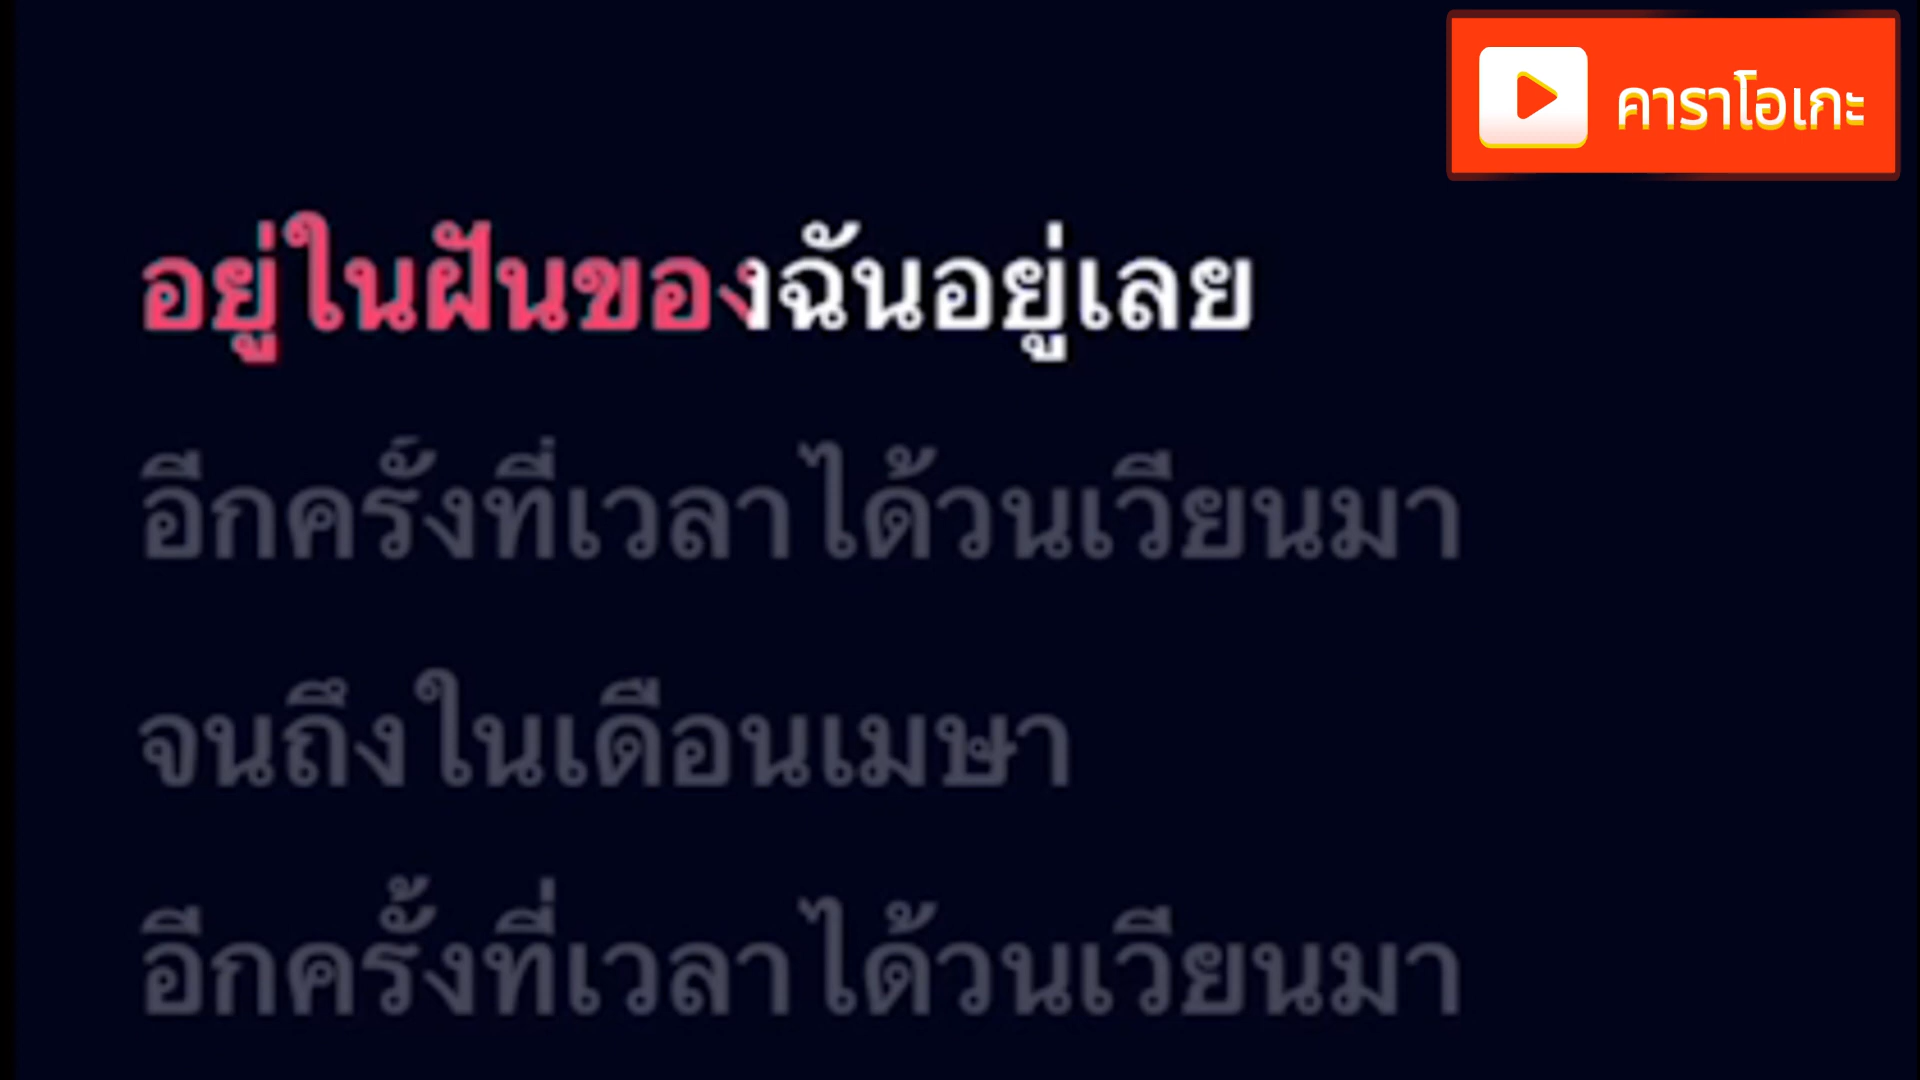 คาราโอเกะ
อยู่ในฝันของฉันอยู่เลย
อีกครั้งที่เวลาได้วนเวียนมา
จนถึงในเดือนเมษา
อีกครั้งที่เวลาได้วนเวียนมา